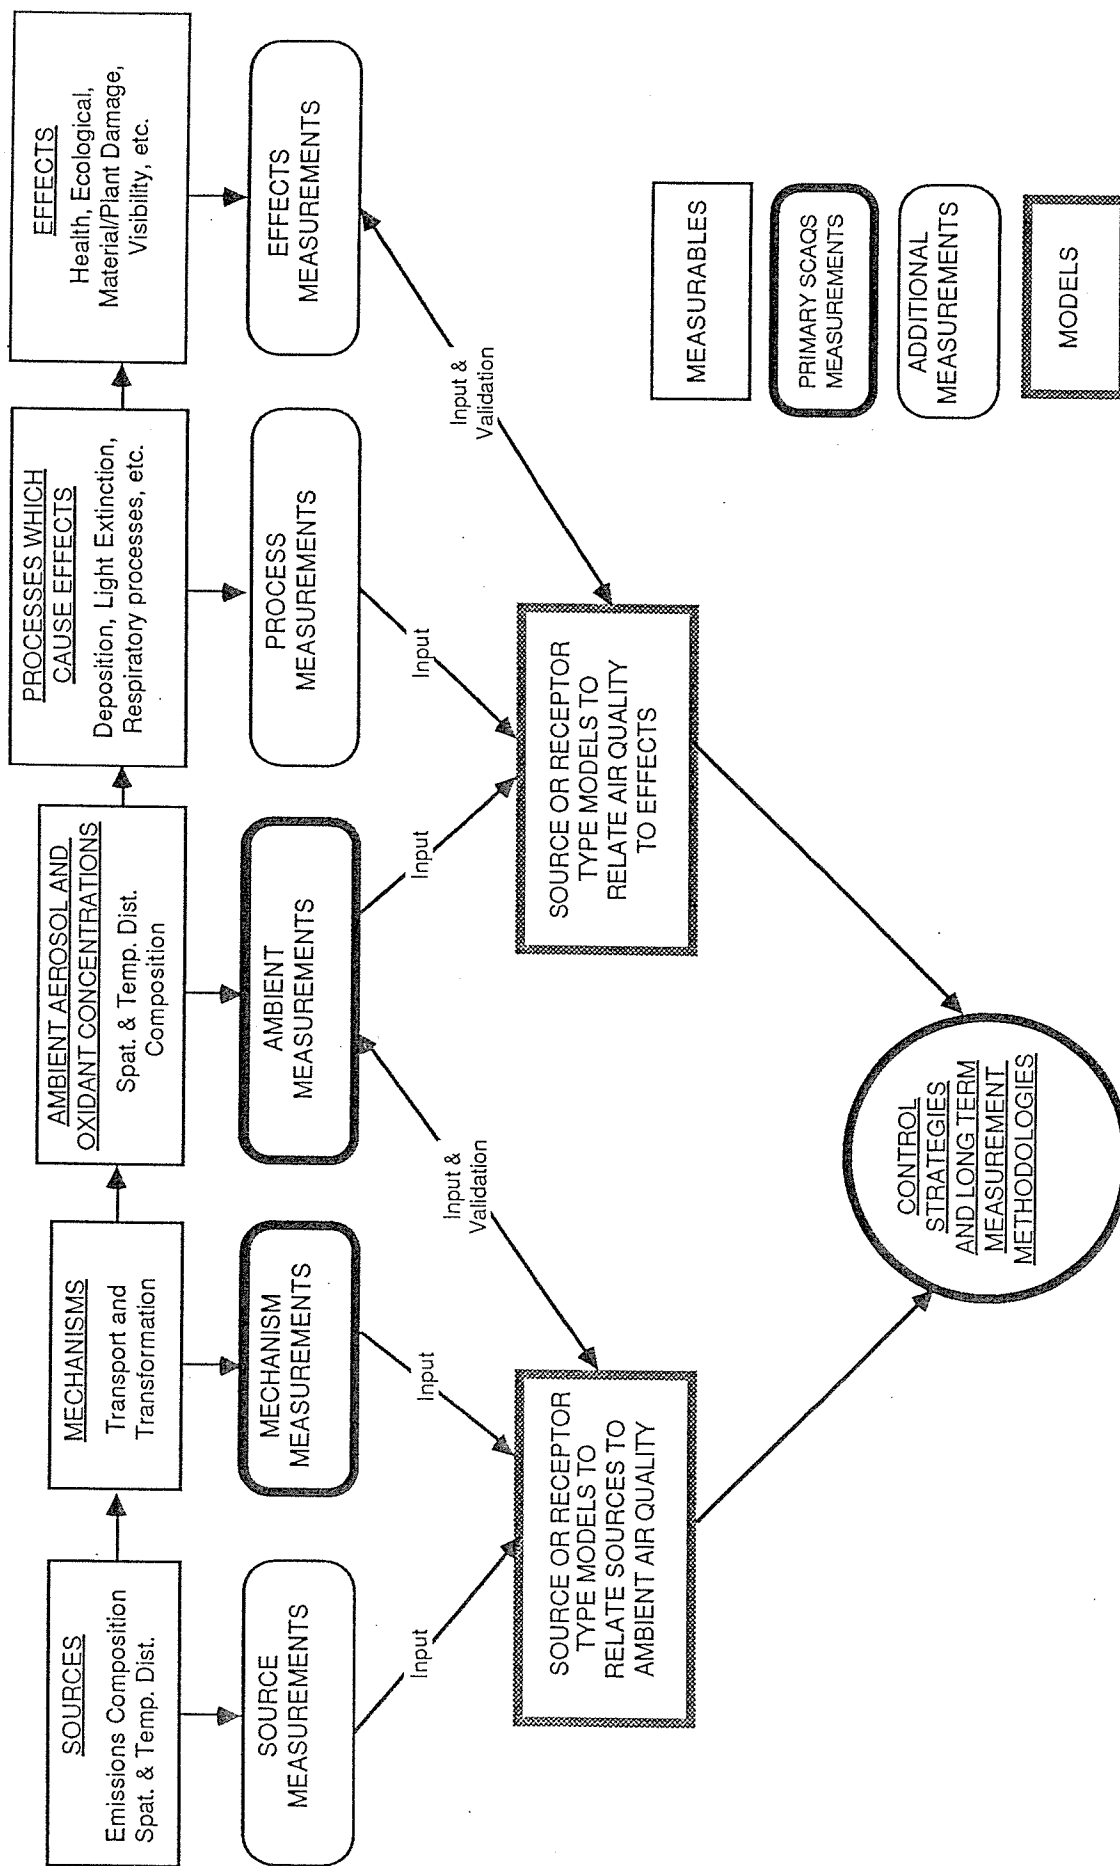 SOURCES
Emissions Composition
Spat. & Temp. Dist.
MECHANISMS
Transport and
Transformation
AMBIENT AEROSOL AND
OXIDANT CONCENTRATIONS
Spat. & Temp. Dist.
Composition
PROCESSES WHICH
CAUSE EFFECTS
Deposition, Light Extinction,
Respiratory processes, etc.
EFFECTS
Health, Ecological,
Material/Plant Damage,
Visibility, etc.
SOURCE
MEASUREMENTS
MECHANISM
MEASUREMENTS
AMBIENT
MEASUREMENTS
PROCESS
MEASUREMENTS
EFFECTS
MEASUREMENTS
Input
Input
Input &
Validation
Input
Input
Input &
Validation
SOURCE OR RECEPTOR
TYPE MODELS TO
RELATE SOURCES TO
AMBIENT AIR QUALITY
SOURCE OR RECEPTOR
TYPE MODELS TO
RELATE AIR QUALITY
TO EFFECTS
CONTROL
STRATEGIES
AND LONG TERM
MEASUREMENT
METHODOLOGIES
MEASURABLES
PRIMARY SCAQS
MEASUREMENTS
ADDITIONAL
MEASUREMENTS
MODELS